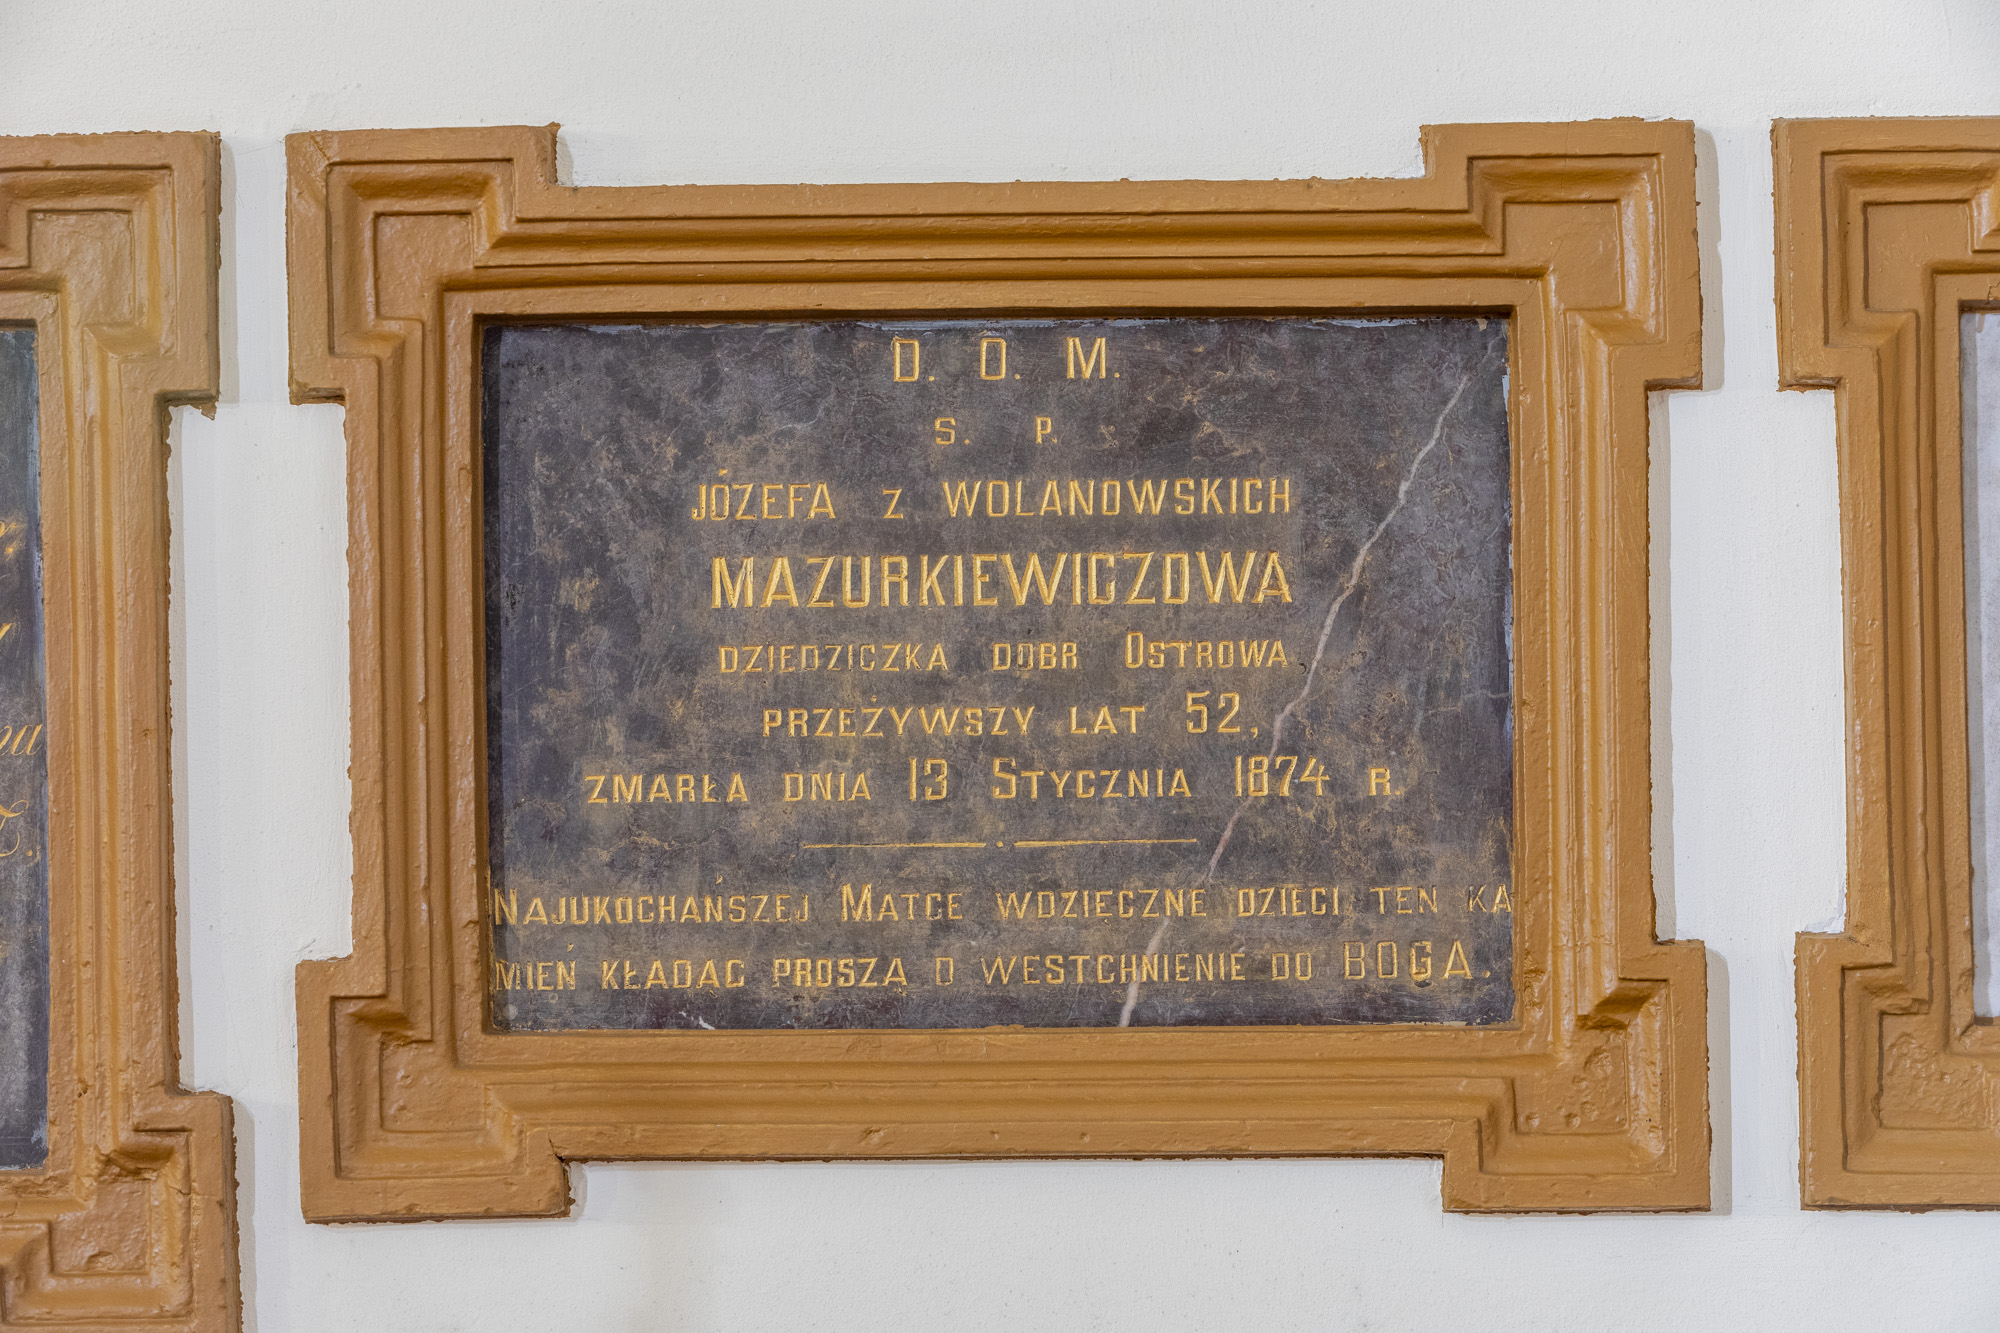 D. O. M.
S. P.
JÓZEFA Z WOLANOWSKICH
MAZURKIEWICZOWA
DZIEDZICZKA DOBR OSTROWA
PRZEŻYWSZY LAT 52,
ZMARŁA DNIA 13 STYCZNIA 1874 R.
NAJUKOCHAŃSZEJ MATCE WDZIĘCZNE DZIECI TEN KA
MIEŃ KŁADĄC PROSZĄ O WESTCHNIENIE DO BOGA.